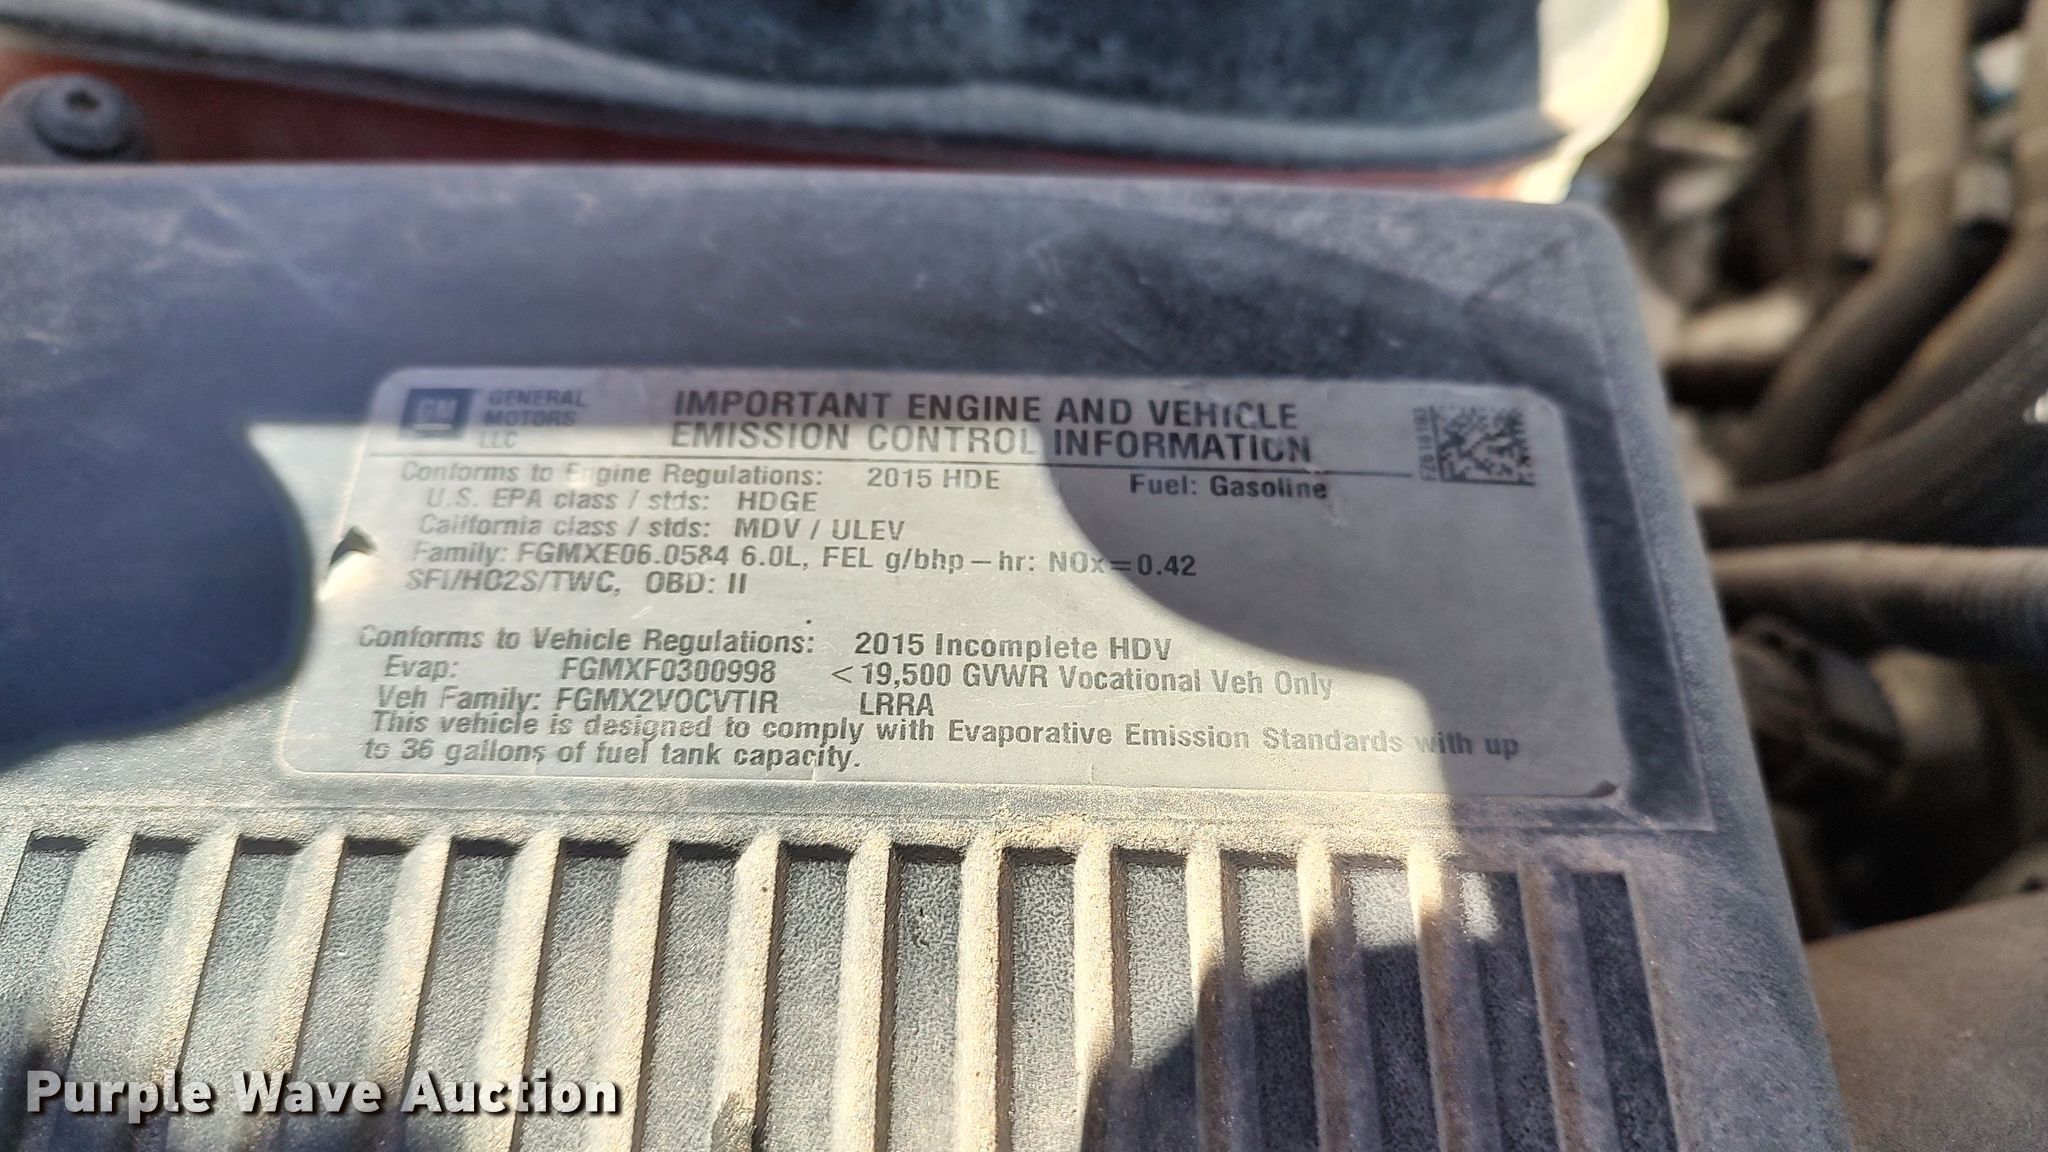 GM
GENERAL
MOTORS
LLC
IMPORTANT ENGINE AND VEHICLE
EMISSION CONTROL INFORMATION
Conforms to Engine Regulations: 2015 HDE
Fuel: Gasoline
U.S. EPA class / stds: HDGE
California class / stds: MDV / ULEV
Family: FGMXE06.0584 6.0L, FEL g/bhp-hr: NOx=0.42
SFI/HO2S/TWC, OBD: II
Conforms to Vehicle Regulations: 2015 Incomplete HDV
Evap: FGMXF0300998 <19,500 GVWR Vocational Veh Only
Veh Family: FGMX2VOCVTIR LRRA
This vehicle is designed to comply with Evaporative Emission Standards with up
to 36 gallons of fuel tank capacity.
Purple Wave Auction